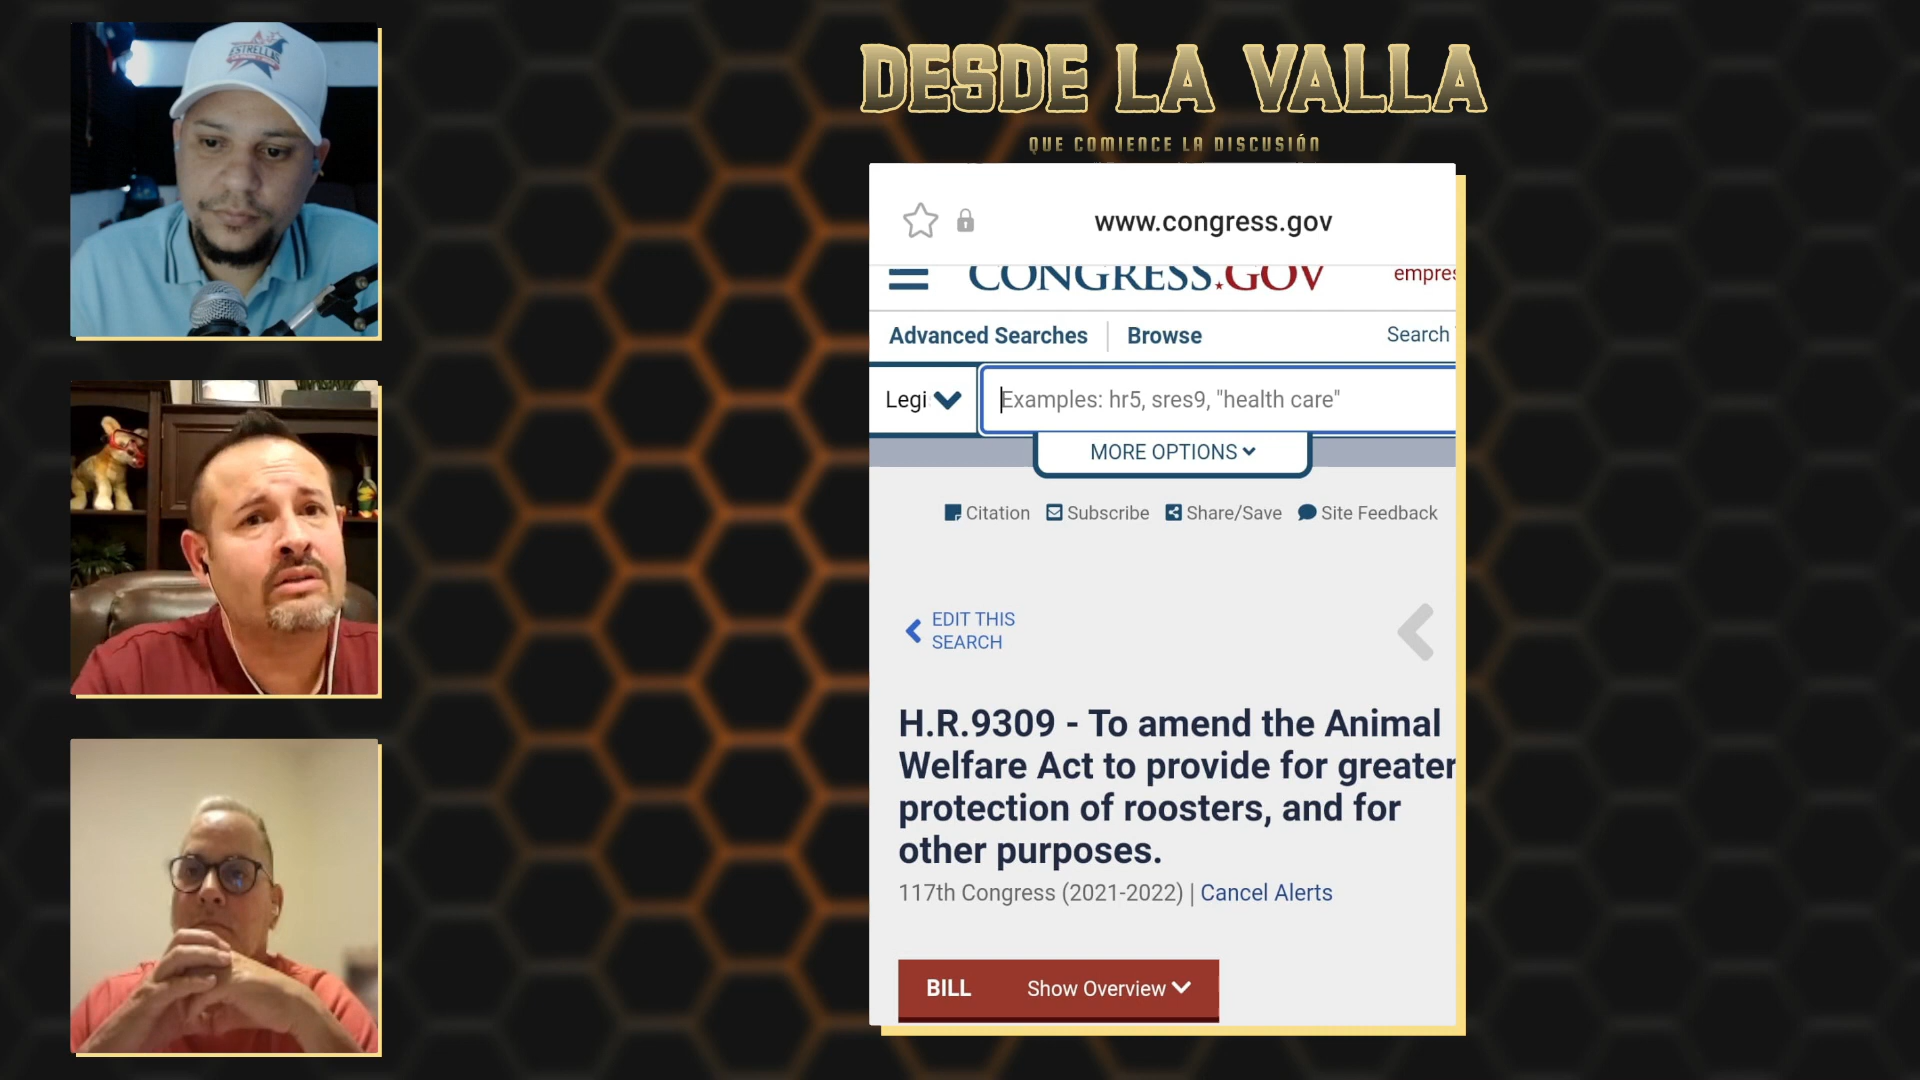 ESTRELLAS
DESDE LA VALLA
QUE COMIENCE LA DISCUSIÓN
www.congress.gov
CONGRESS.GOV
empres
Advanced Searches
Browse
Search
Legi
Examples: hr5, sres9, "health care"
MORE OPTIONS
Citation
Subscribe
Share/Save
Site Feedback
EDIT THIS
SEARCH
H.R.9309 - To amend the Animal
Welfare Act to provide for greater
protection of roosters, and for
other purposes.
117th Congress (2021-2022) | Cancel Alerts
BILL
Show Overview